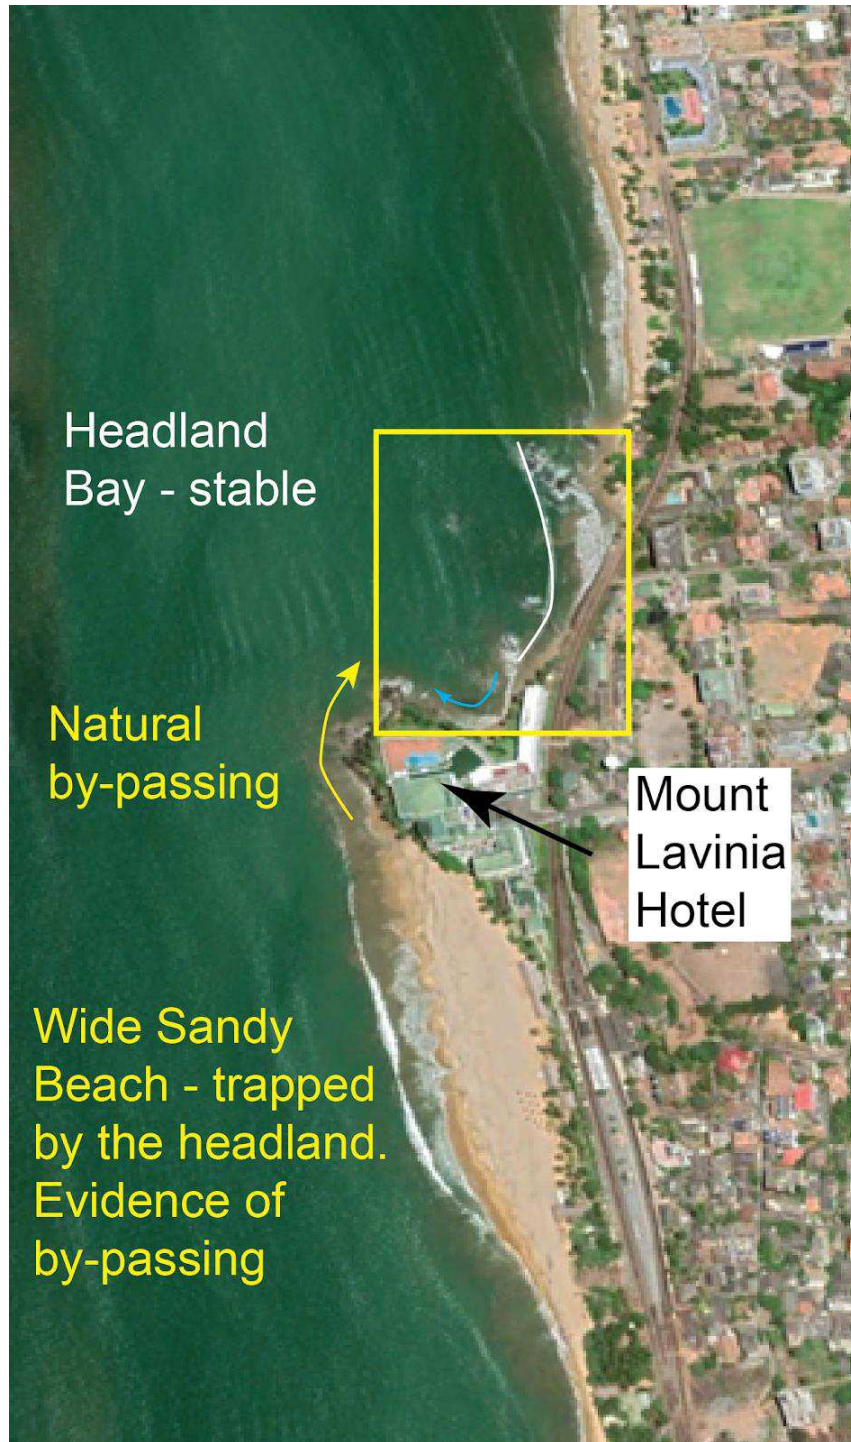 Headland
Bay - stable
Natural
by-passing
Mount
Lavinia
Hotel
Wide Sandy
Beach - trapped
by the headland.
Evidence of
by-passing